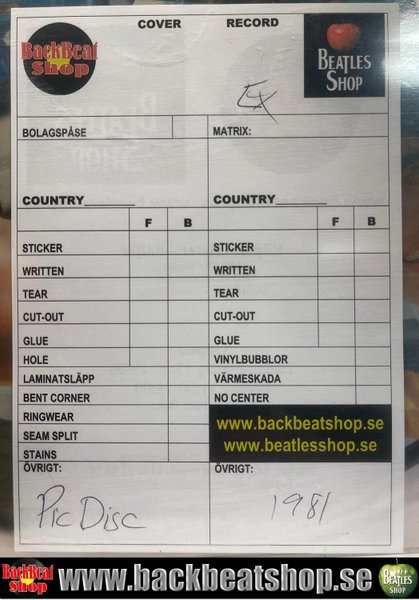 COVER RECORD
BackBeat
Shop
BEATLES
SHOP
EX
BOLAGSPÅSE MATRIX:
COUNTRY______ COUNTRY______
F B F B
STICKER STICKER
WRITTEN WRITTEN
TEAR TEAR
CUT-OUT CUT-OUT
GLUE GLUE
HOLE VINYLBUBBLOR
LAMINATSLÄPP VÄRMESKADA
BENT CORNER NO CENTER
RINGWEAR
www.backbeatshop.se
SEAM SPLIT
www.beatlesshop.se
STAINS
ÖVRIGT: ÖVRIGT:
Pic Disc 1981
BackBeat
Shop
www.backbeatshop.se
BEATLES
SHOP